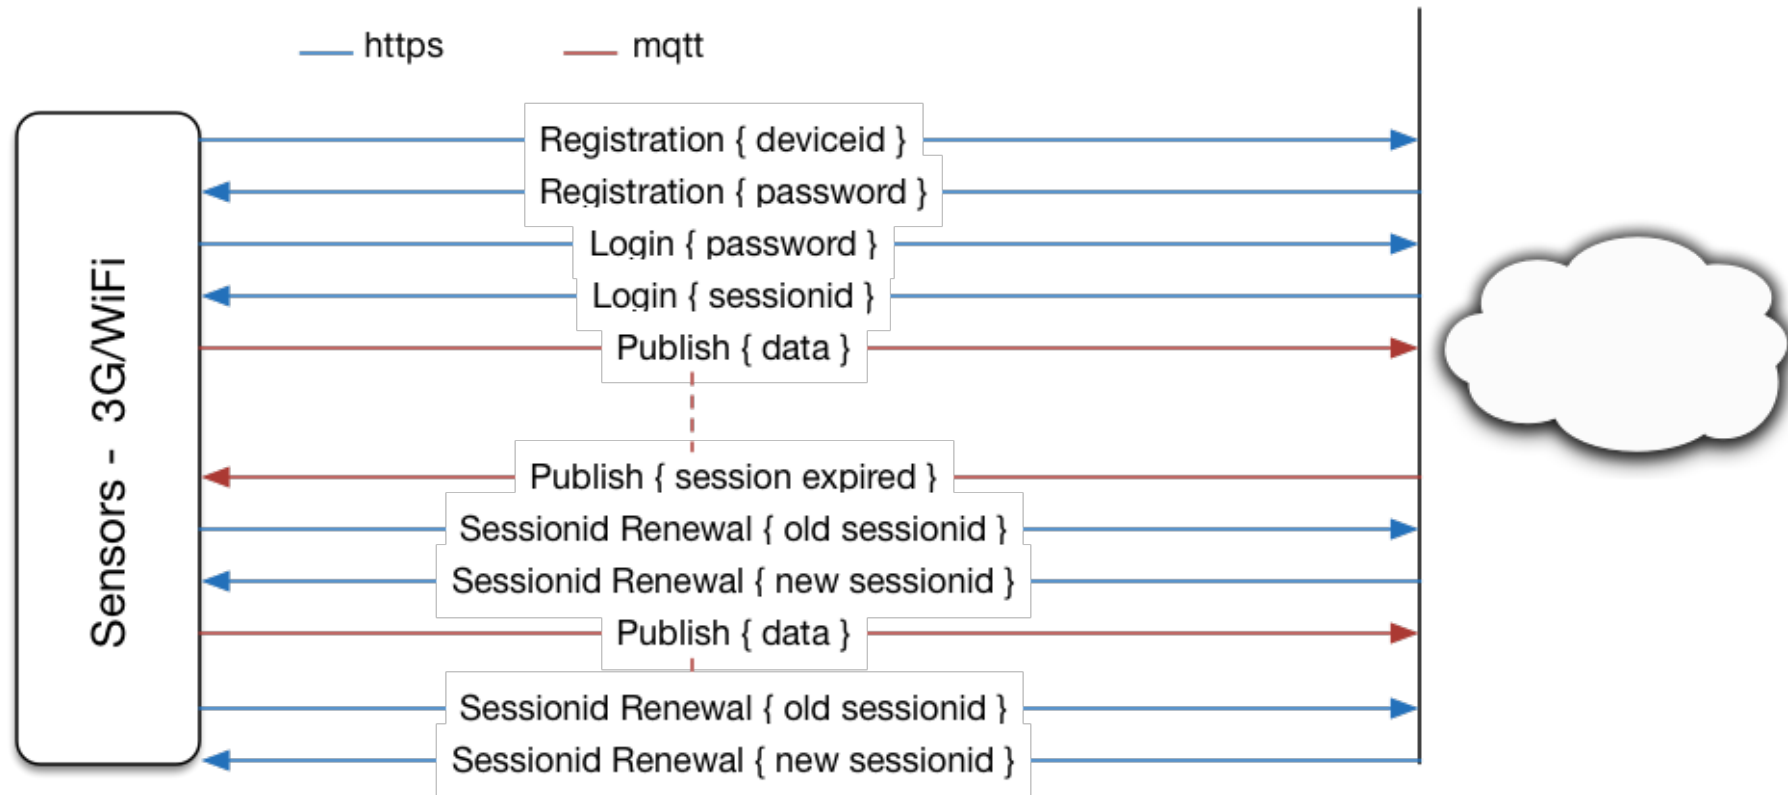 https
mqtt
Sensors - 3G/WiFi
Registration { deviceid }
Registration { password }
Login { password }
Login { sessionid }
Publish { data }
Publish { session expired }
Sessionid Renewal { old sessionid }
Sessionid Renewal { new sessionid }
Publish { data }
Sessionid Renewal { old sessionid }
Sessionid Renewal { new sessionid }